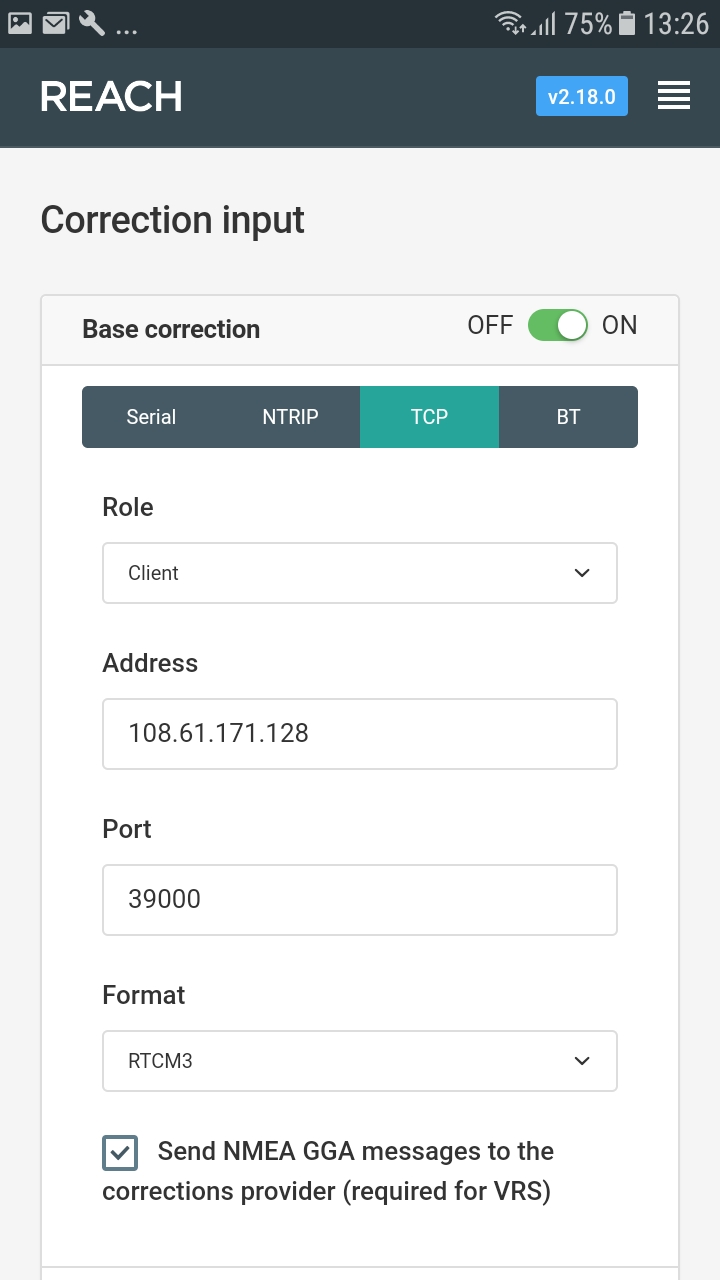 ... 75% 13:26
REACH v2.18.0
Correction input
Base correction OFF ON
Serial NTRIP TCP BT
Role
Client
Address
108.61.171.128
Port
39000
Format
RTCM3
Send NMEA GGA messages to the
corrections provider (required for VRS)